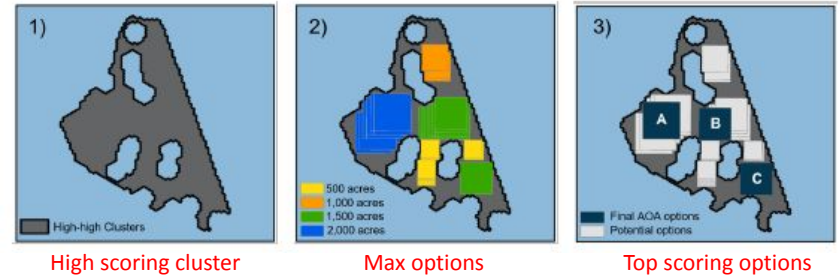 1)
High-high Clusters
High scoring cluster
2)
500 acres
1,000 acres
1,500 acres
2,000 acres
Max options
3)
A
B
C
Final AOA options
Potential options
Top scoring options